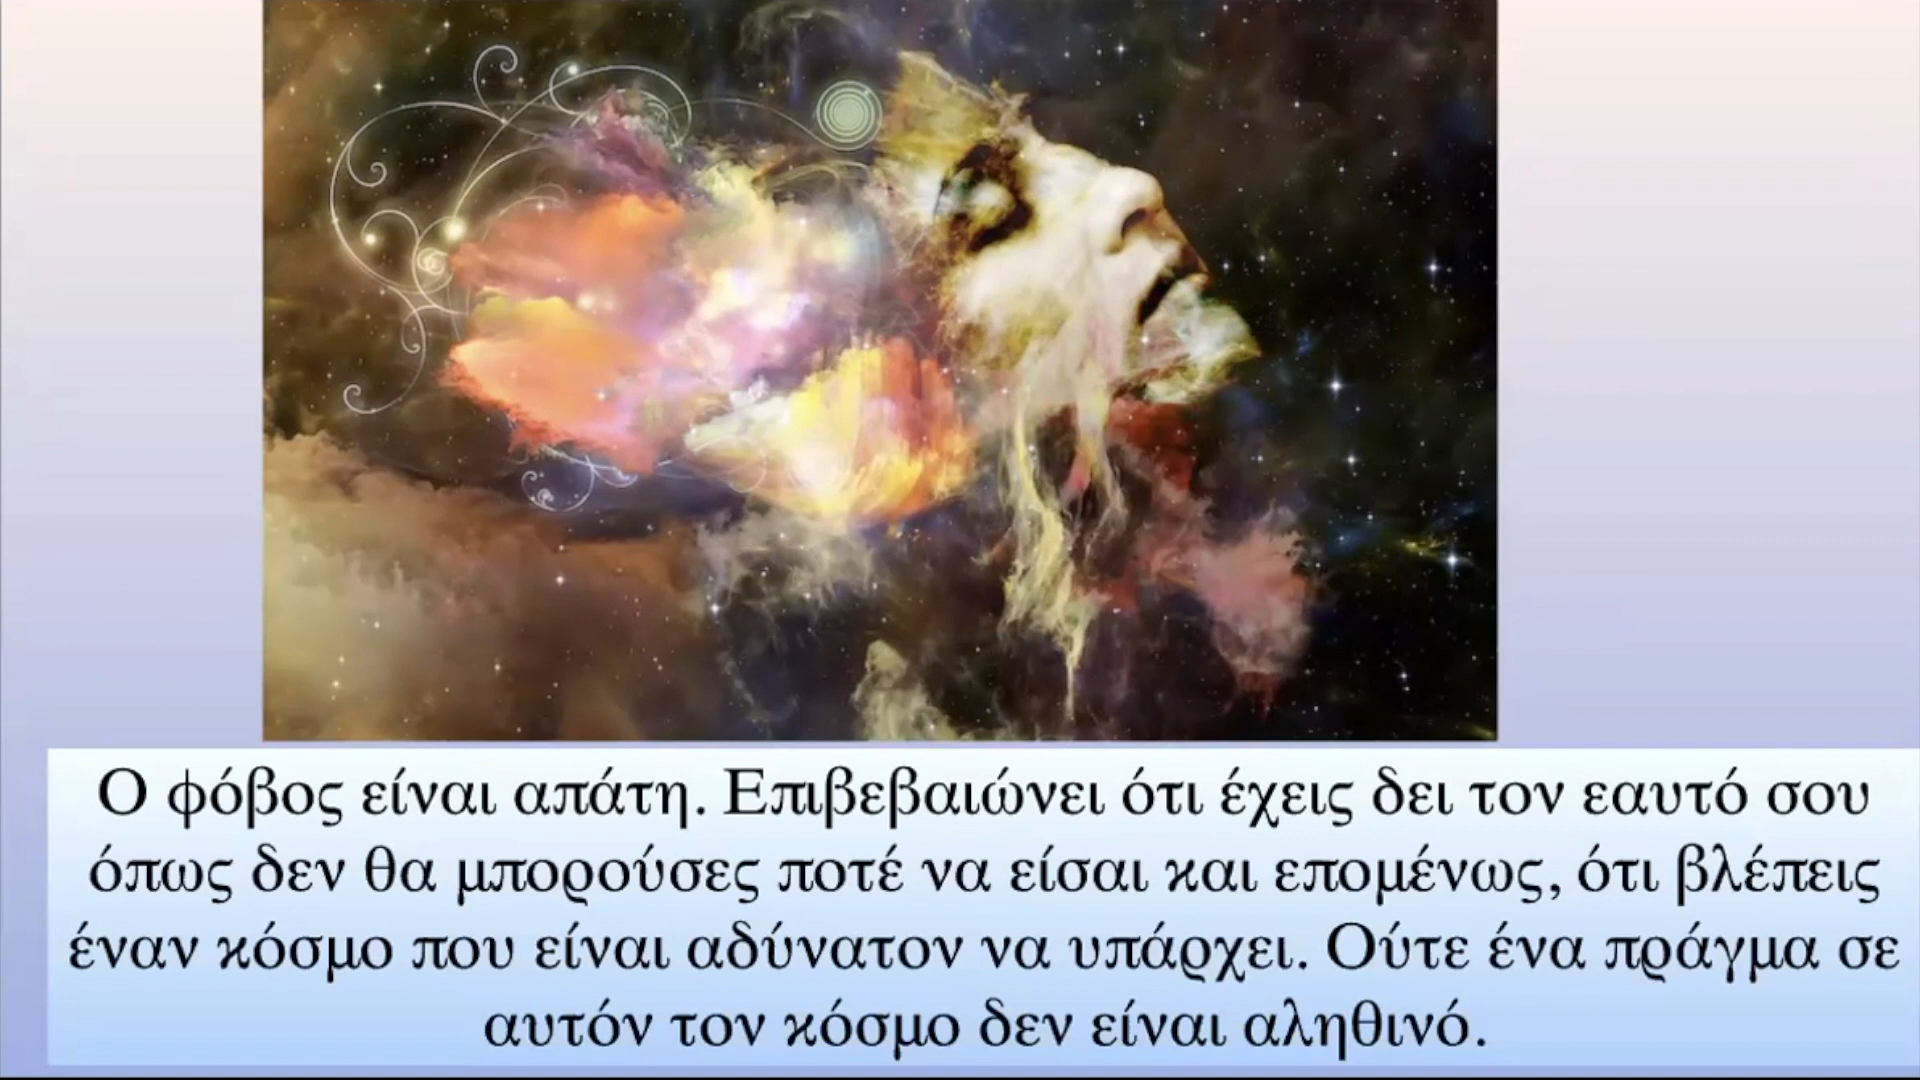 Ο φόβος είναι απάτη. Επιβεβαιώνει ότι έχεις δει τον εαυτό σου
όπως δεν θα μπορούσες ποτέ να είσαι και επομένως, ότι βλέπεις
έναν κόσμο που είναι αδύνατον να υπάρχει. Ούτε ένα πράγμα σε
αυτόν τον κόσμο δεν είναι αληθινό.